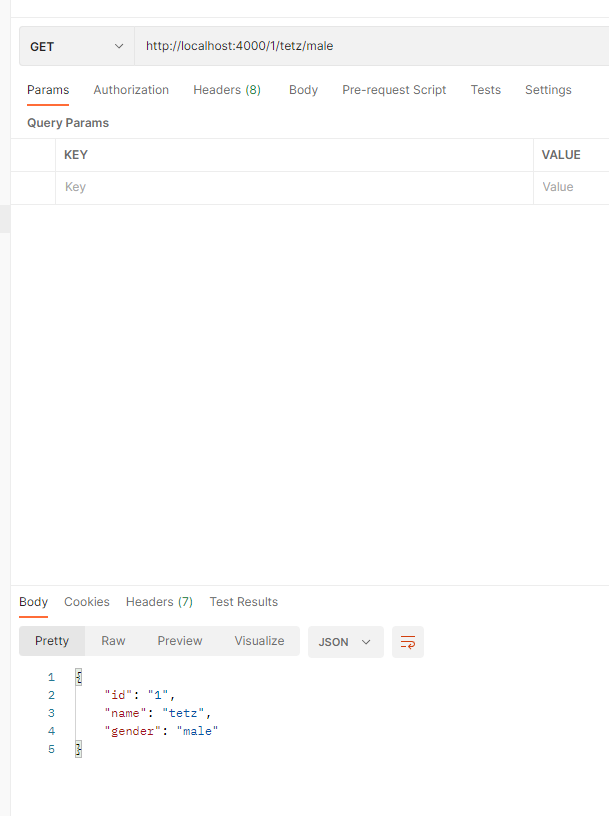 GET http://localhost:4000/1/tetz/male
Params Authorization Headers (8) Body Pre-request Script Tests Settings
Query Params
KEY VALUE
Key Value
Body Cookies Headers (7) Test Results
Pretty Raw Preview Visualize JSON
1 {
2 "id": "1",
3 "name": "tetz",
4 "gender": "male"
5 }